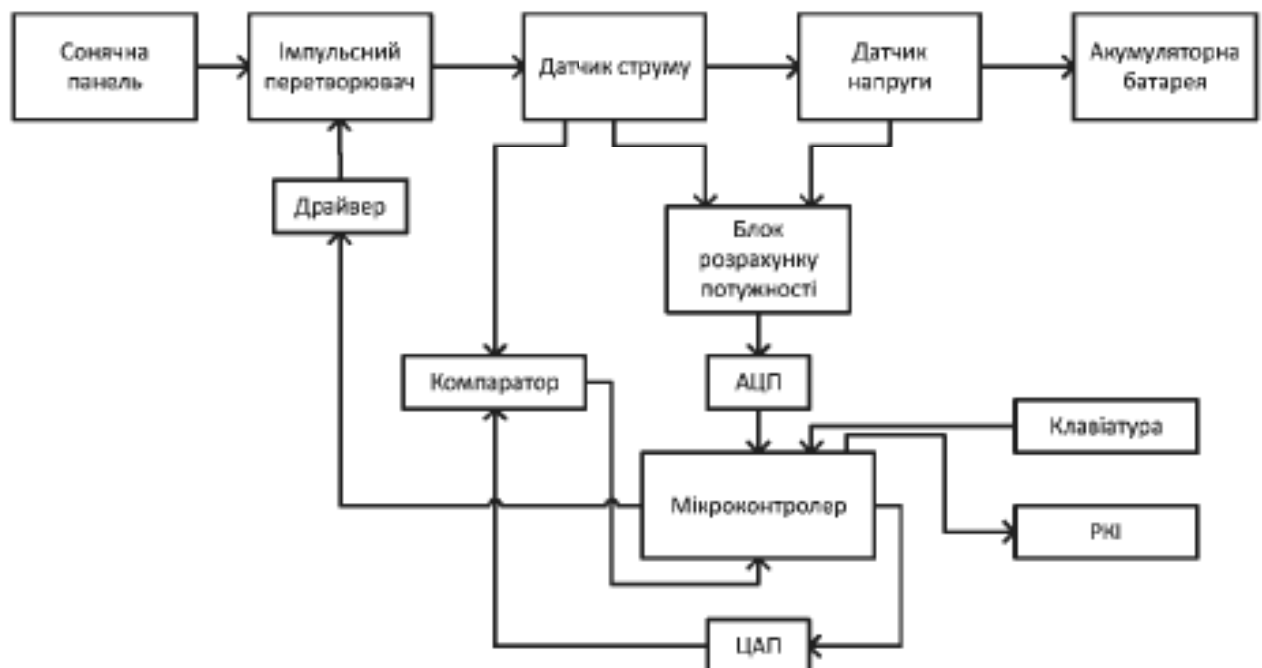 Сонячна
панель
Імпульсний
перетворювач
Датчик струму
Датчик
напруги
Акумуляторна
батарея
Драйвер
Блок
розрахунку
потужності
Компаратор
АЦП
Клавіатура
Мікроконтролер
РКІ
ЦАП